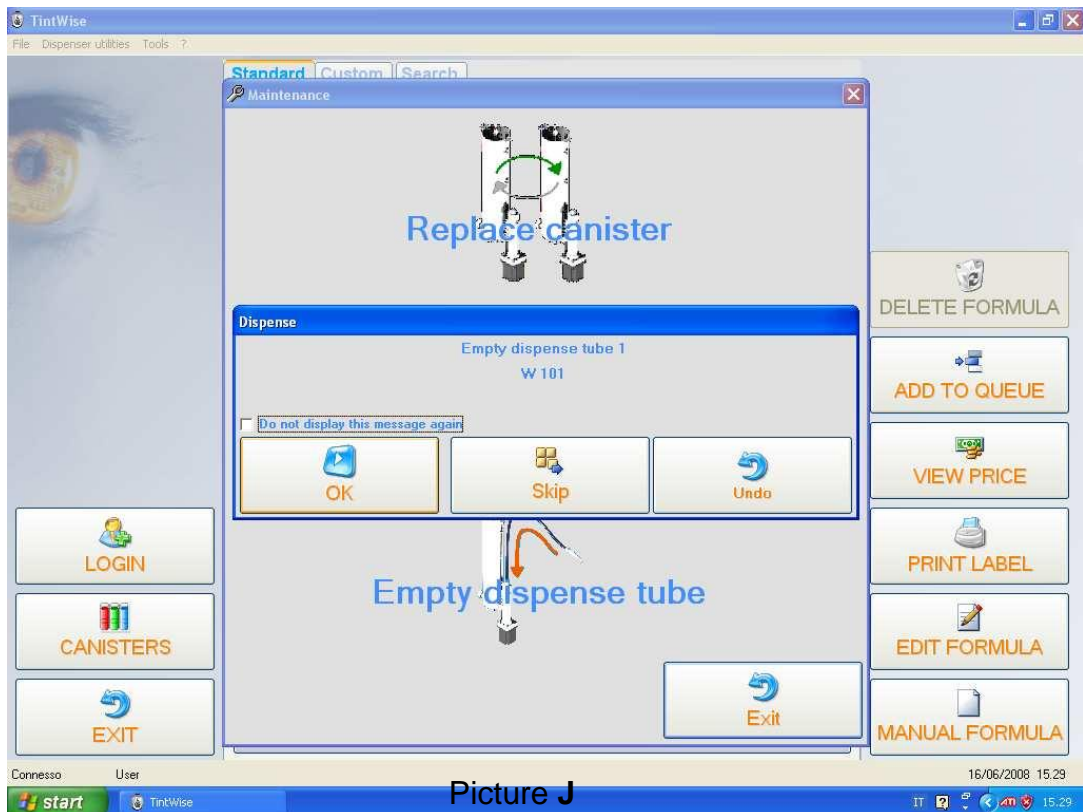 TintWise
File Dispenser utilities Tools ?
Standard Custom Search
Maintenance
Replace canister
Dispense
Empty dispense tube 1
W 101
Do not display this message again
OK Skip Undo
Empty dispense tube
Exit
LOGIN
CANISTERS
EXIT
DELETE FORMULA
ADD TO QUEUE
VIEW PRICE
PRINT LABEL
EDIT FORMULA
MANUAL FORMULA
Connesso User 16/06/2008 15.29
Picture J
start TintWise IT 15.29